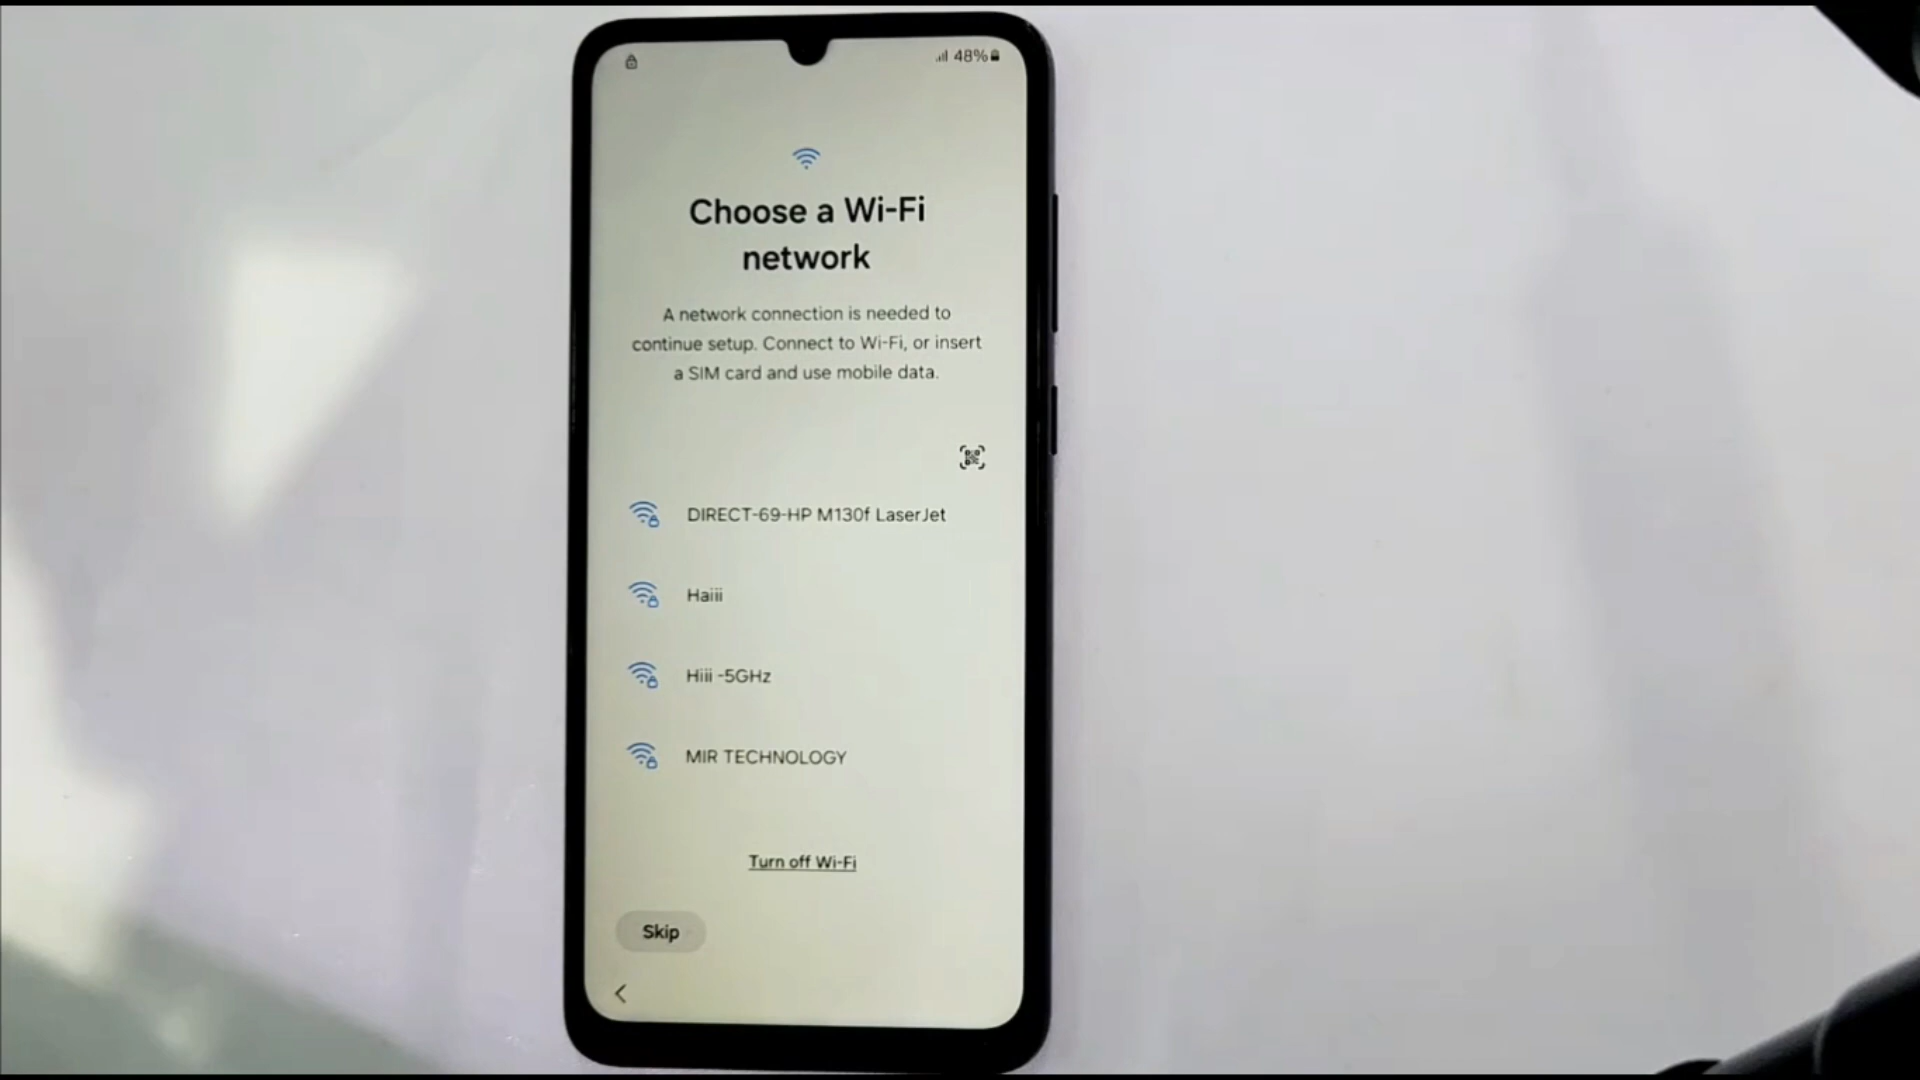 48%
Choose a Wi-Fi
network
A network connection is needed to
continue setup. Connect to Wi-Fi, or insert
a SIM card and use mobile data.
DIRECT-69-HP M130f LaserJet
Haiii
Hiii -5GHz
MIR TECHNOLOGY
Turn off Wi-Fi
Skip